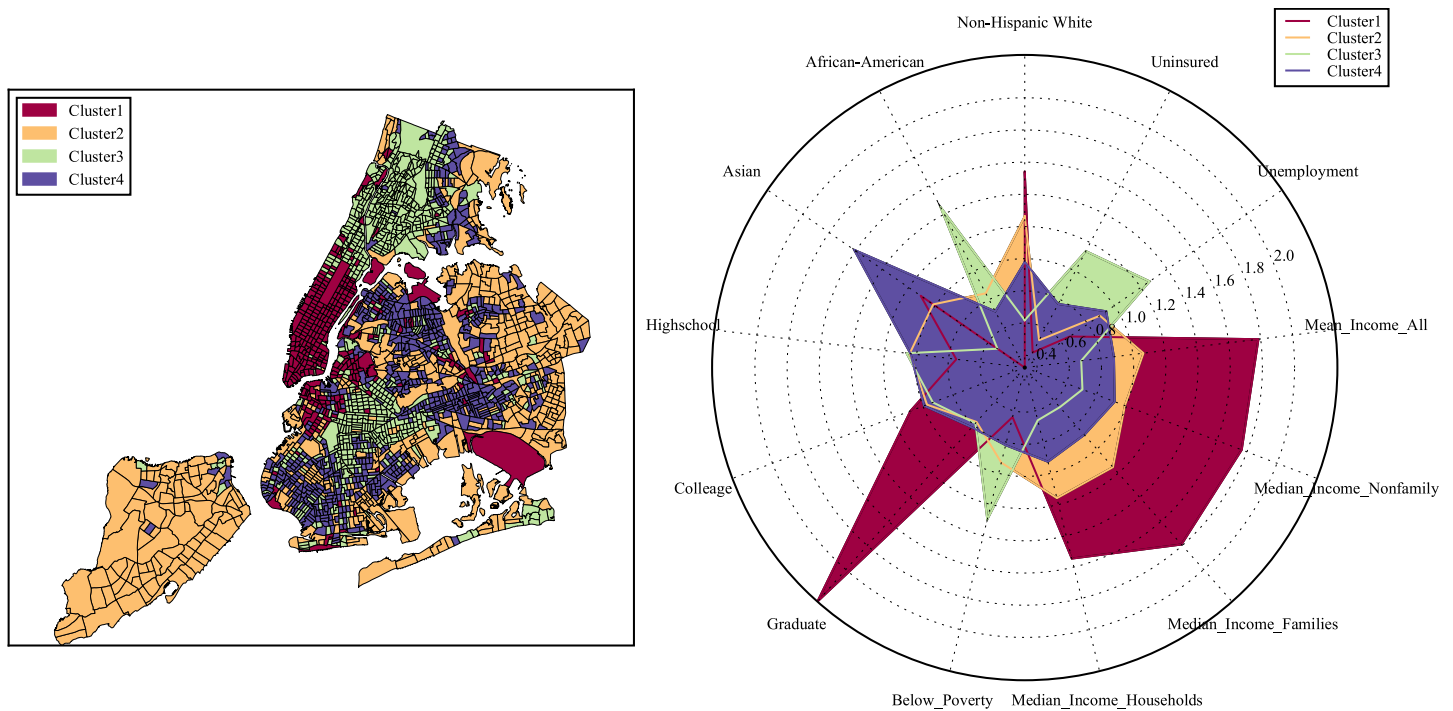 Cluster1
Cluster2
Cluster3
Cluster4
Non-Hispanic White
African-American
Uninsured
Asian
Unemployment
Highschool
Mean_Income_All
Colleage
Median_Income_Nonfamily
Graduate
Median_Income_Families
Below_Poverty
Median_Income_Households
0.4
0.6
0.8
1.0
1.2
1.4
1.6
1.8
2.0
Cluster1
Cluster2
Cluster3
Cluster4